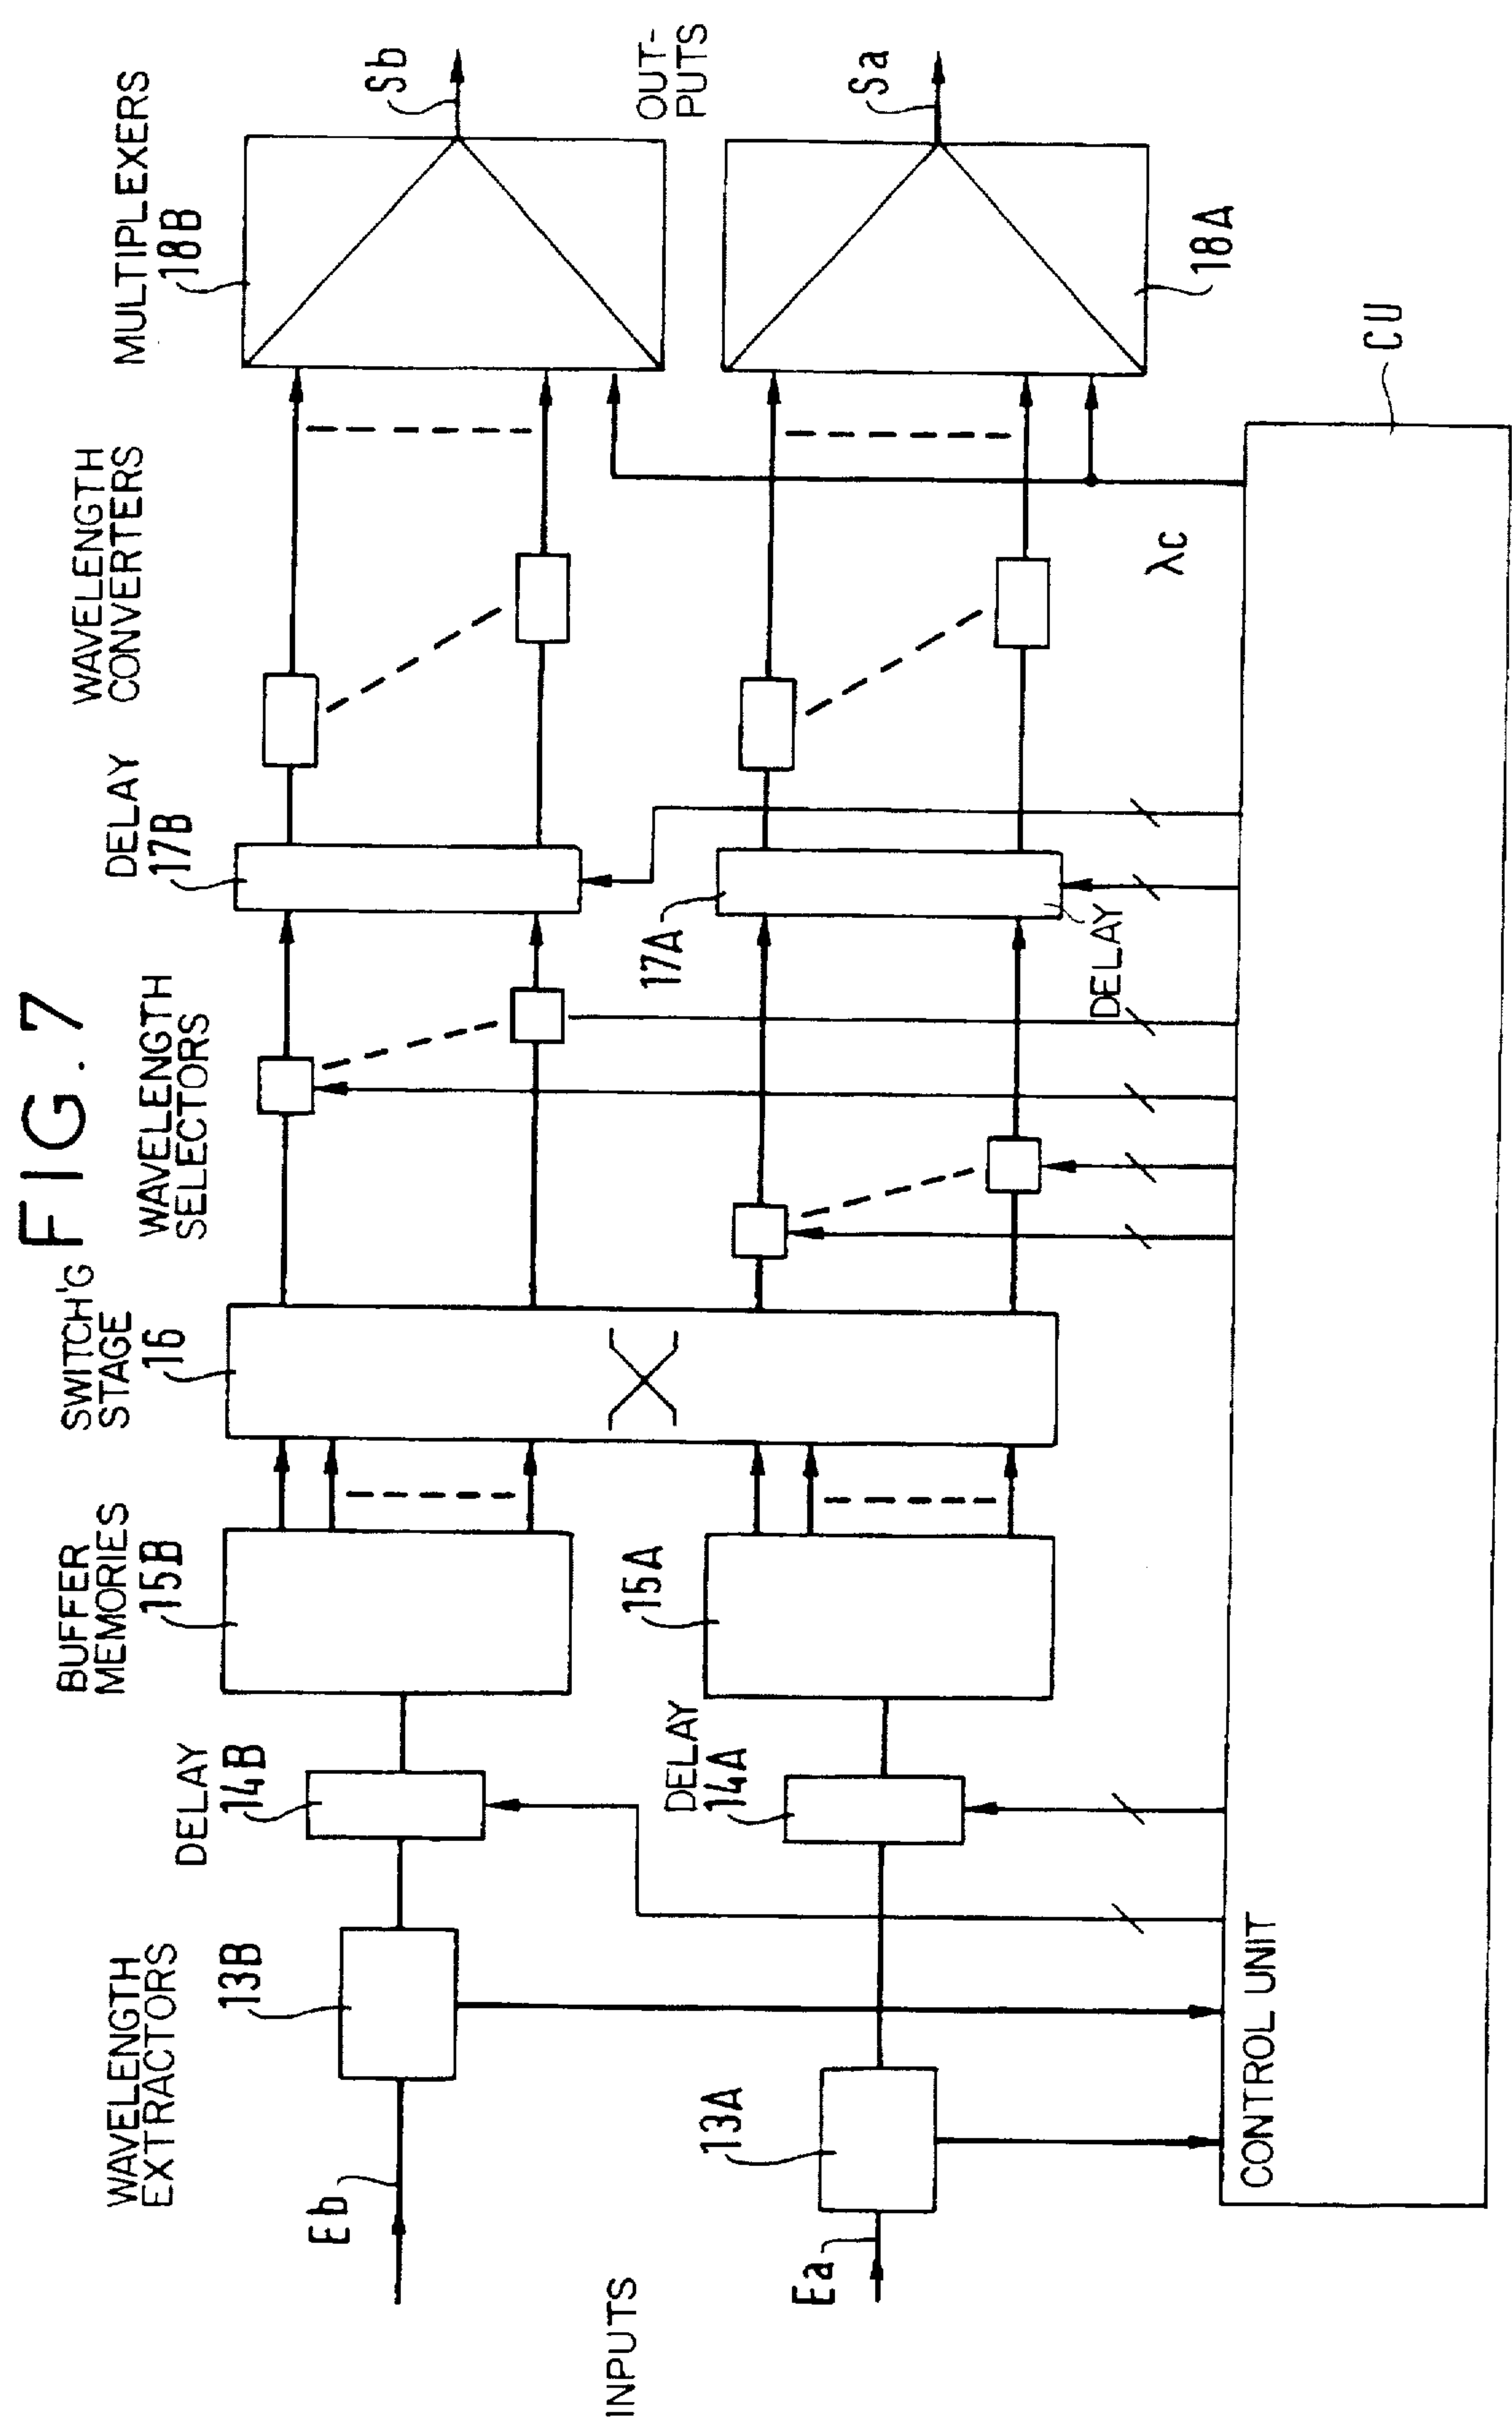 FIG. 7
WAVELENGTH
EXTRACTORS
13B
DELAY
14B
BUFFER
MEMORIES
15B
SWITCH'G
STAGE
16
WAVELENGTH
SELECTORS
DELAY
17B
WAVELENGTH
CONVERTERS
MULTIPLEXERS
18B
Eb
Sb
INPUTS
OUT-
PUTS
Ea
13A
DELAY
14A
15A
17A
DELAY
Sa
18A
λc
CONTROL UNIT
CU